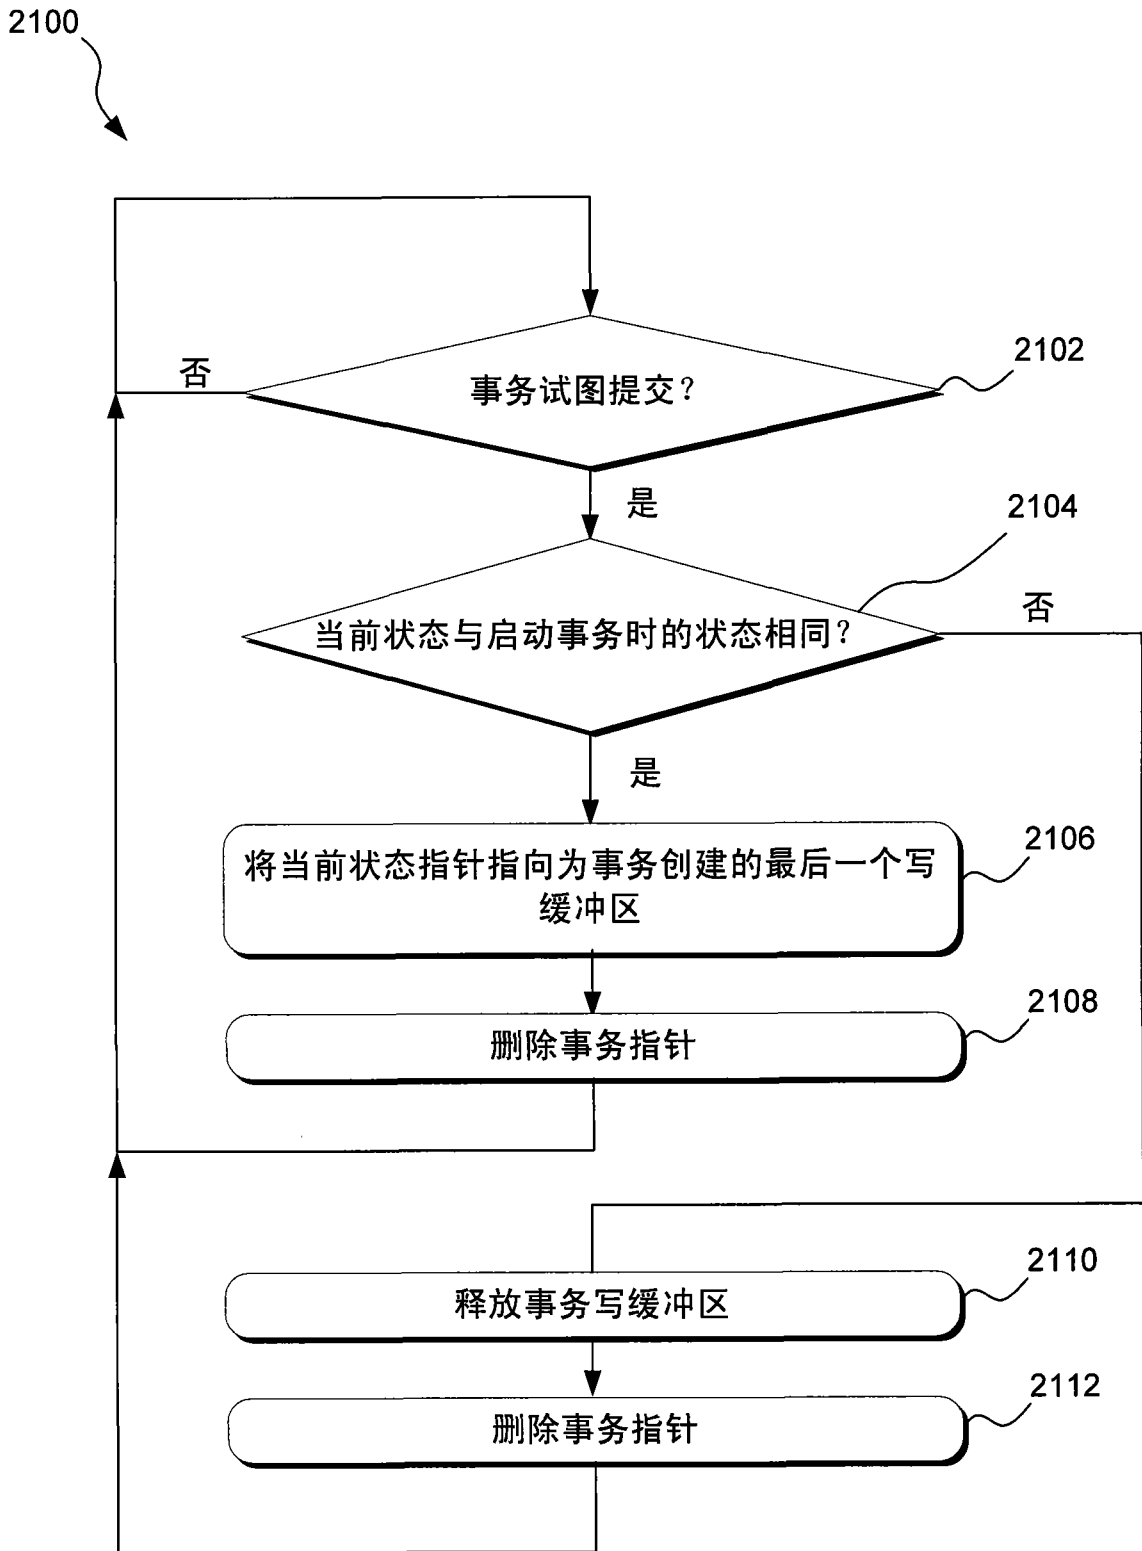 2100
否
事务试图提交?
2102
是
2104
当前状态与启动事务时的状态相同?
否
是
将当前状态指针指向为事务创建的最后一个写
缓冲区
2106
删除事务指针
2108
释放事务写缓冲区
2110
删除事务指针
2112